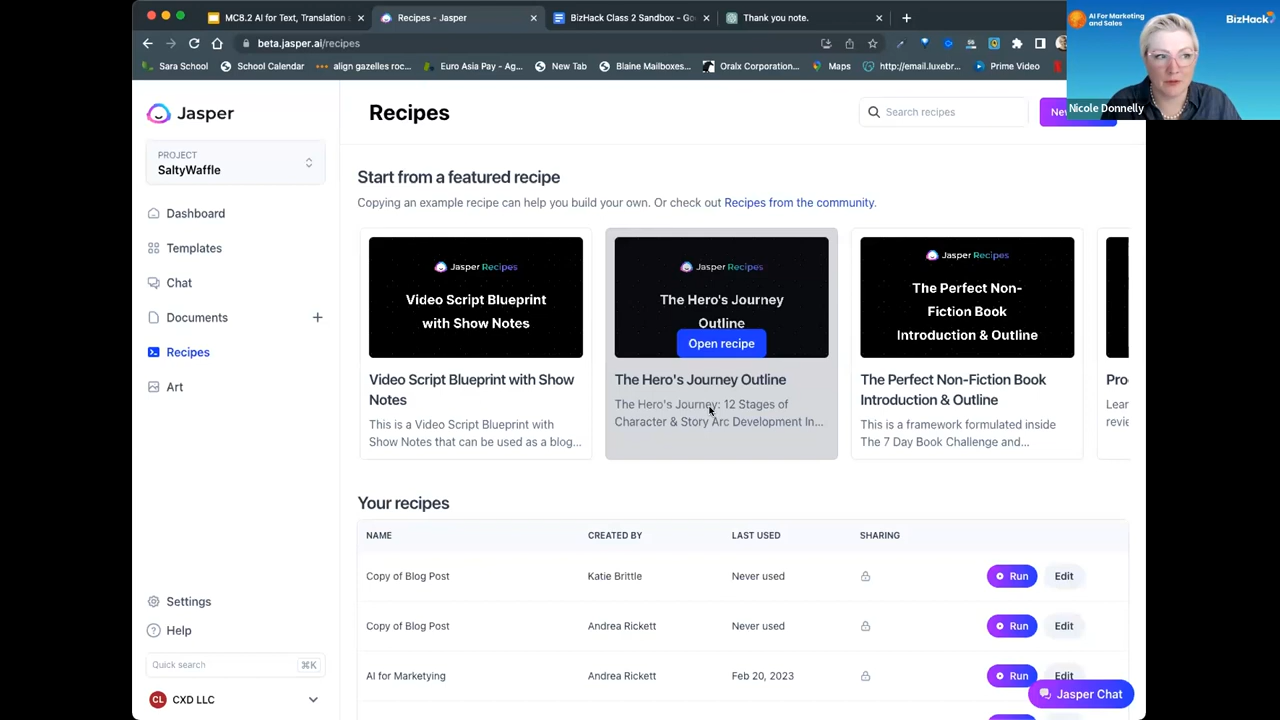 MC8.2 AI for Text, Translation
Recipes - Jasper
BizHack Class 2 Sandbox - Go
Thank you note.
beta.jasper.ai/recipes
Sara School
School Calendar
align gazelles roc...
Euro Asia Pay - Ag...
New Tab
Blaine Mailboxes...
Oralx Corporation...
Maps
http://email.luxebr...
Prime Video
AI For Marketing
and Sales
BizHack
Nicole Donnelly
Jasper
PROJECT
SaltyWaffle
Dashboard
Templates
Chat
Documents
Recipes
Art
Settings
Help
Quick search
⌘K
CL
CXD LLC
Recipes
Search recipes
Start from a featured recipe
Copying an example recipe can help you build your own. Or check out Recipes from the community.
Jasper Recipes
Video Script Blueprint
with Show Notes
Video Script Blueprint with Show
Notes
This is a Video Script Blueprint with
Show Notes that can be used as a blog...
Jasper Recipes
The Hero's Journey
Outline
Open recipe
The Hero's Journey Outline
The Hero's Journey: 12 Stages of
Character & Story Arc Development In...
Jasper Recipes
The Perfect Non-
Fiction Book
Introduction & Outline
The Perfect Non-Fiction Book
Introduction & Outline
This is a framework formulated inside
The 7 Day Book Challenge and...
Your recipes
NAME CREATED BY LAST USED SHARING
Copy of Blog Post Katie Brittle Never used Run Edit
Copy of Blog Post Andrea Rickett Never used Run Edit
AI for Marketying Andrea Rickett Feb 20, 2023 Run Edit
Jasper Chat